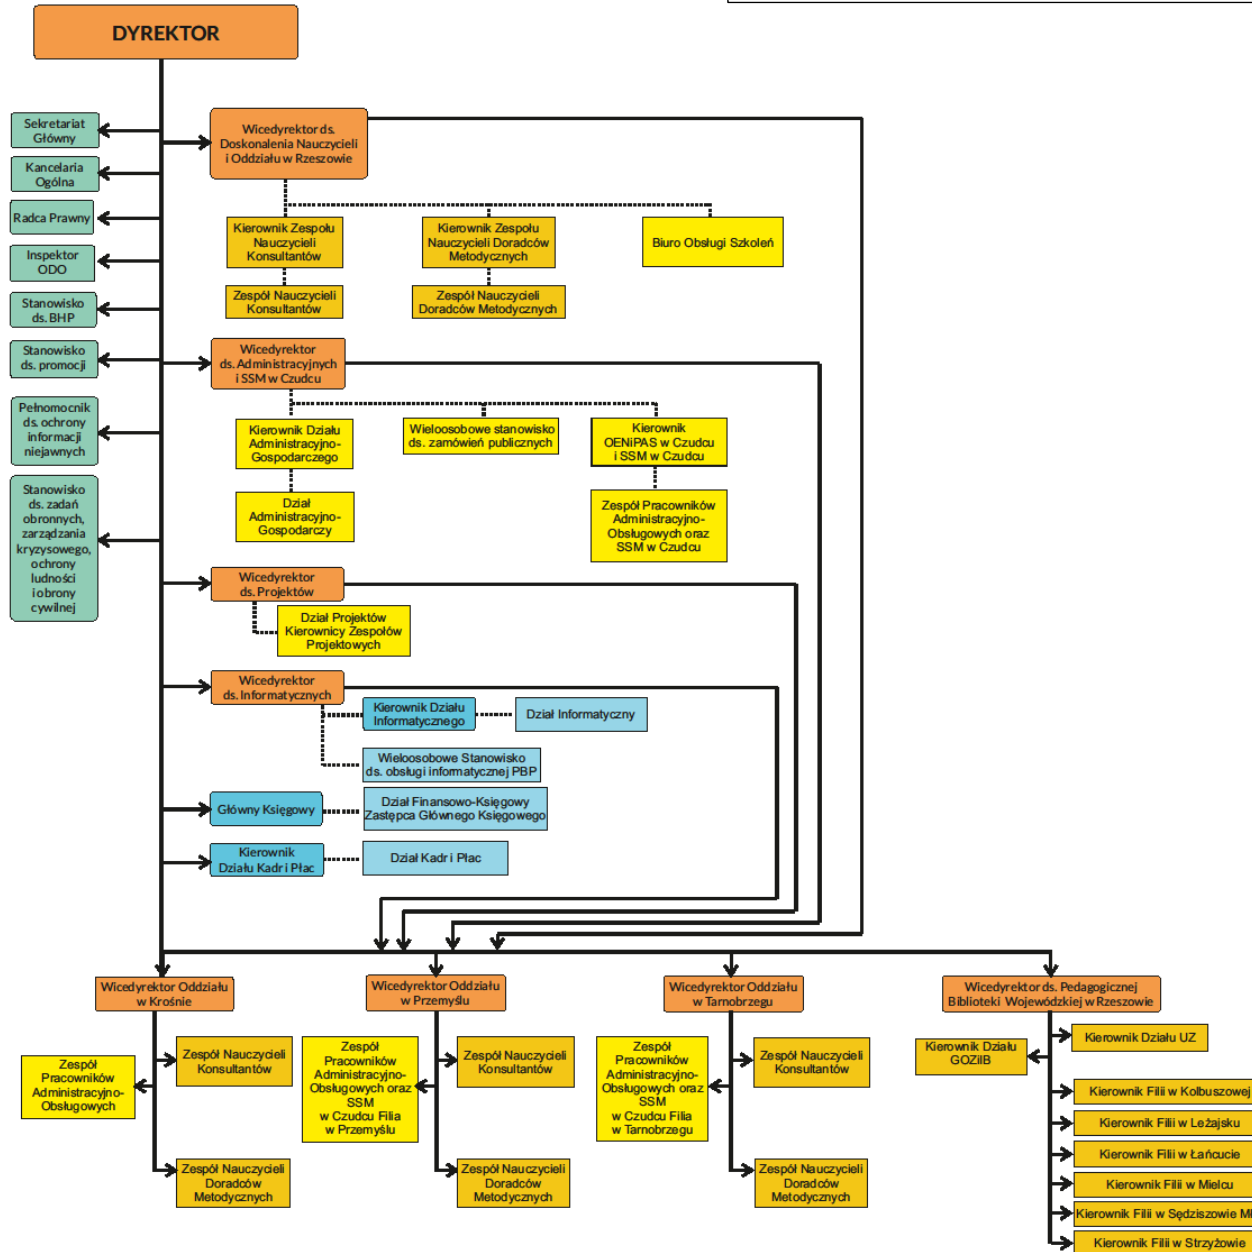 DYREKTOR
Sekretariat
Główny
Kancelaria
Ogólna
Radca Prawny
Inspektor
ODO
Stanowisko
ds. BHP
Stanowisko
ds. promocji
Pełnomocnik
ds. ochrony
informacji
niejawnych
Stanowisko
ds. zadań
obronnych,
zarządzania
kryzysowego,
ochrony
ludności
i obrony
cywilnej
Wicedyrektor ds.
Doskonalenia Nauczycieli
i Oddziału w Rzeszowie
Kierownik Zespołu
Nauczycieli
Konsultantów
Kierownik Zespołu
Nauczycieli Doradców
Metodycznych
Biuro Obsługi Szkoleń
Zespół Nauczycieli
Konsultantów
Zespół Nauczycieli
Doradców Metodycznych
Wicedyrektor
ds. Administracyjnych
i SSM w Czudcu
Kierownik Działu
Administracyjno-
Gospodarczego
Wieloosobowe stanowisko
ds. zamówień publicznych
Kierownik
OENiPAS w Czudcu
i SSM w Czudcu
Dział
Administracyjno-
Gospodarczy
Zespół Pracowników
Administracyjno-
Obsługowych oraz
SSM w Czudcu
Wicedyrektor
ds. Projektów
Dział Projektów
Kierownicy Zespołów
Projektowych
Wicedyrektor
ds. Informatycznych
Kierownik Działu
Informatycznego
Dział Informatyczny
Wieloosobowe Stanowisko
ds. obsługi informatycznej PBP
Główny Księgowy
Dział Finansowo-Księgowy
Zastępca Głównego Księgowego
Kierownik
Działu Kadr i Płac
Dział Kadr i Płac
Wicedyrektor Oddziału
w Krośnie
Zespół
Pracowników
Administracyjno-
Obsługowych
Zespół Nauczycieli
Konsultantów
Zespół Nauczycieli
Doradców
Metodycznych
Wicedyrektor Oddziału
w Przemyślu
Zespół
Pracowników
Administracyjno-
Obsługowych oraz
SSM
w Czudcu Filia
w Przemyślu
Zespół Nauczycieli
Konsultantów
Zespół Nauczycieli
Doradców
Metodycznych
Wicedyrektor Oddziału
w Tarnobrzegu
Zespół
Pracowników
Administracyjno-
Obsługowych oraz
SSM
w Czudcu Filia
w Tarnobrzegu
Zespół Nauczycieli
Konsultantów
Zespół Nauczycieli
Doradców
Metodycznych
Wicedyrektor ds. Pedagogicznej
Biblioteki Wojewódzkiej w Rzeszowie
Kierownik Działu UZ
Kierownik Działu
GOZiIB
Kierownik Filii w Kolbuszowej
Kierownik Filii w Leżajsku
Kierownik Filii w Łańcucie
Kierownik Filii w Mielcu
Kierownik Filii w Sędziszowie
Kierownik Filii w Strzyżowie